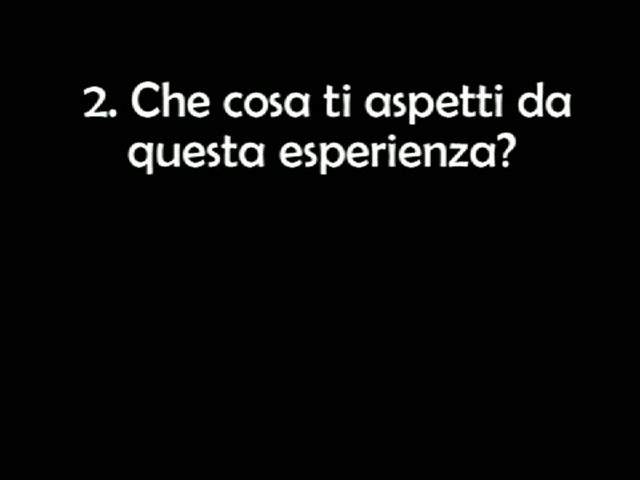 2. Che cosa ti aspetti da
questa esperienza?